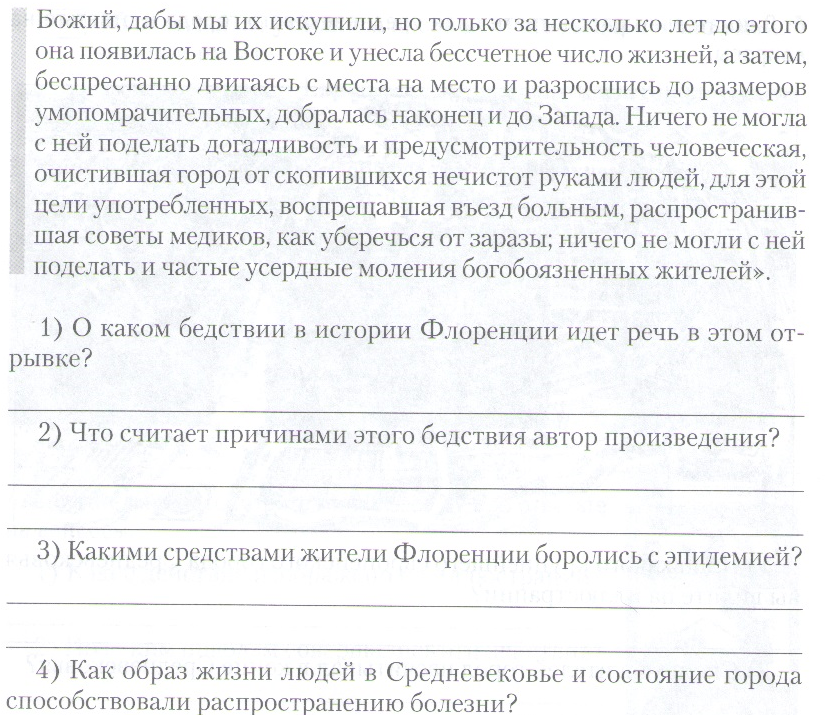 Божий, дабы мы их искупили, но только за несколько лет до этого
она появилась на Востоке и унесла бессчетное число жизней, а затем,
беспрестанно двигаясь с места на место и разросшись до размеров
умопомрачительных, добралась наконец и до Запада. Ничего не могла
с ней поделать догадливость и предусмотрительность человеческая,
очистившая город от скопившихся нечистот руками людей, для этой
цели употребленных, воспрещавшая въезд больным, распространив-
шая советы медиков, как уберечься от заразы; ничего не могли с ней
поделать и частые усердные моления богобоязненных жителей».
1) О каком бедствии в истории Флоренции идет речь в этом от-
рывке?
2) Что считает причинами этого бедствия автор произведения?
3) Какими средствами жители Флоренции боролись с эпидемией?
4) Как образ жизни людей в Средневековье и состояние города
способствовали распространению болезни?